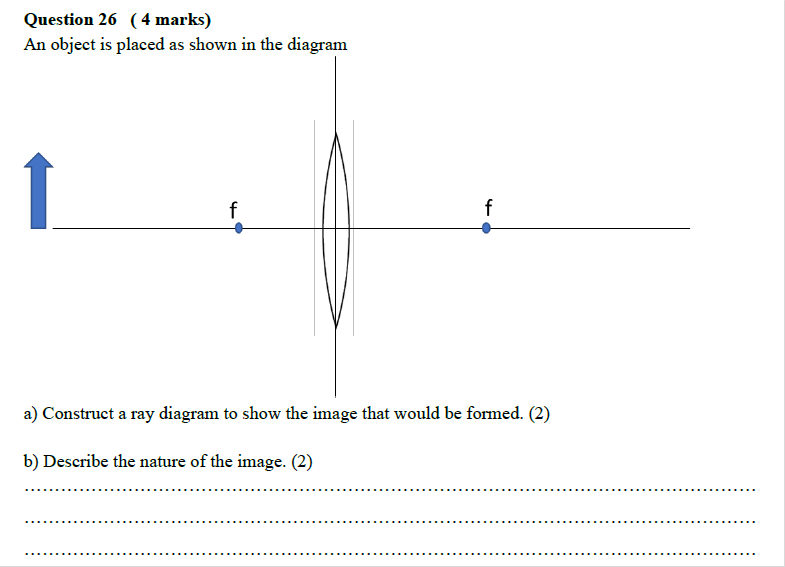 Question 26 ( 4 marks)
An object is placed as shown in the diagram
f
f
a) Construct a ray diagram to show the image that would be formed. (2)
b) Describe the nature of the image. (2)